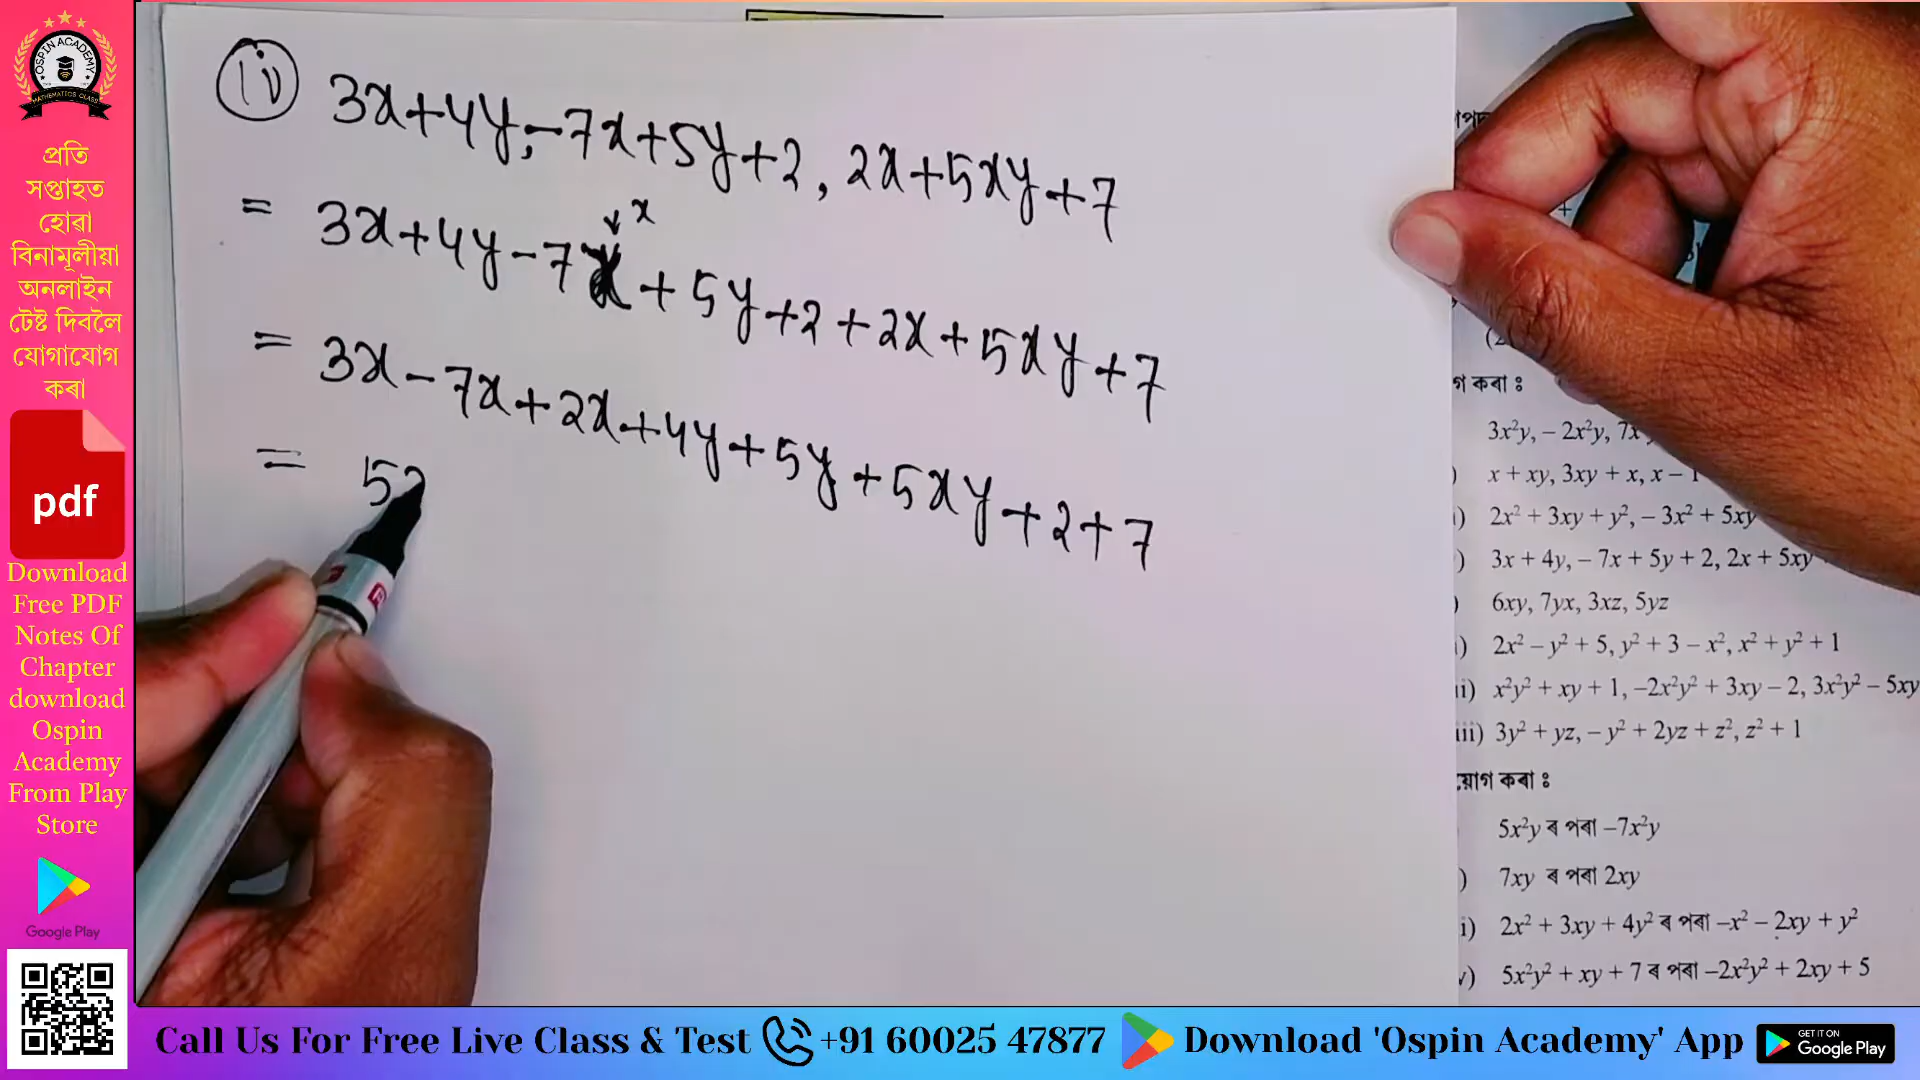 OSPIN ACADEMY
MATHEMATICS CLASS
প্ৰতি
সপ্তাহত
হোৱা
বিনামূলীয়া
অনলাইন
টেষ্ট দিবলৈ
যোগাযোগ
কৰা
pdf
Download
Free PDF
Notes Of
Chapter
download
Ospin
Academy
From Play
Store
Google Play
iv 3x+4y, -7x+5y+2, 2x+5xy+7
x
= 3x+4y-7x+5y+2+2x+5xy+7
= 3x-7x+2x+4y+5y+5xy+2+7
= 5
কৰা ঃ
3x²y, – 2x²y, 7x
x + xy, 3xy + x, x – 1
) 2x² + 3xy + y², – 3x² + 5xy
) 3x + 4y, – 7x + 5y + 2, 2x + 5xy
) 6xy, 7yx, 3xz, 5yz
) 2x² – y² + 5, y² + 3 – x², x² + y² + 1
ii) x²y² + xy + 1, –2x²y² + 3xy – 2, 3x²y² – 5xy
iii) 3y² + yz, – y² + 2yz + z², z² + 1
য়োগ কৰা ঃ
5x²y ৰ পৰা –7x²y
) 7xy ৰ পৰা 2xy
i) 2x² + 3xy + 4y² ৰ পৰা –x² – 2xy + y²
v) 5x²y² + xy + 7 ৰ পৰা –2x²y² + 2xy + 5
Call Us For Free Live Class & Test +91 60025 47877 Download 'Ospin Academy' App GET IT ON Google Play